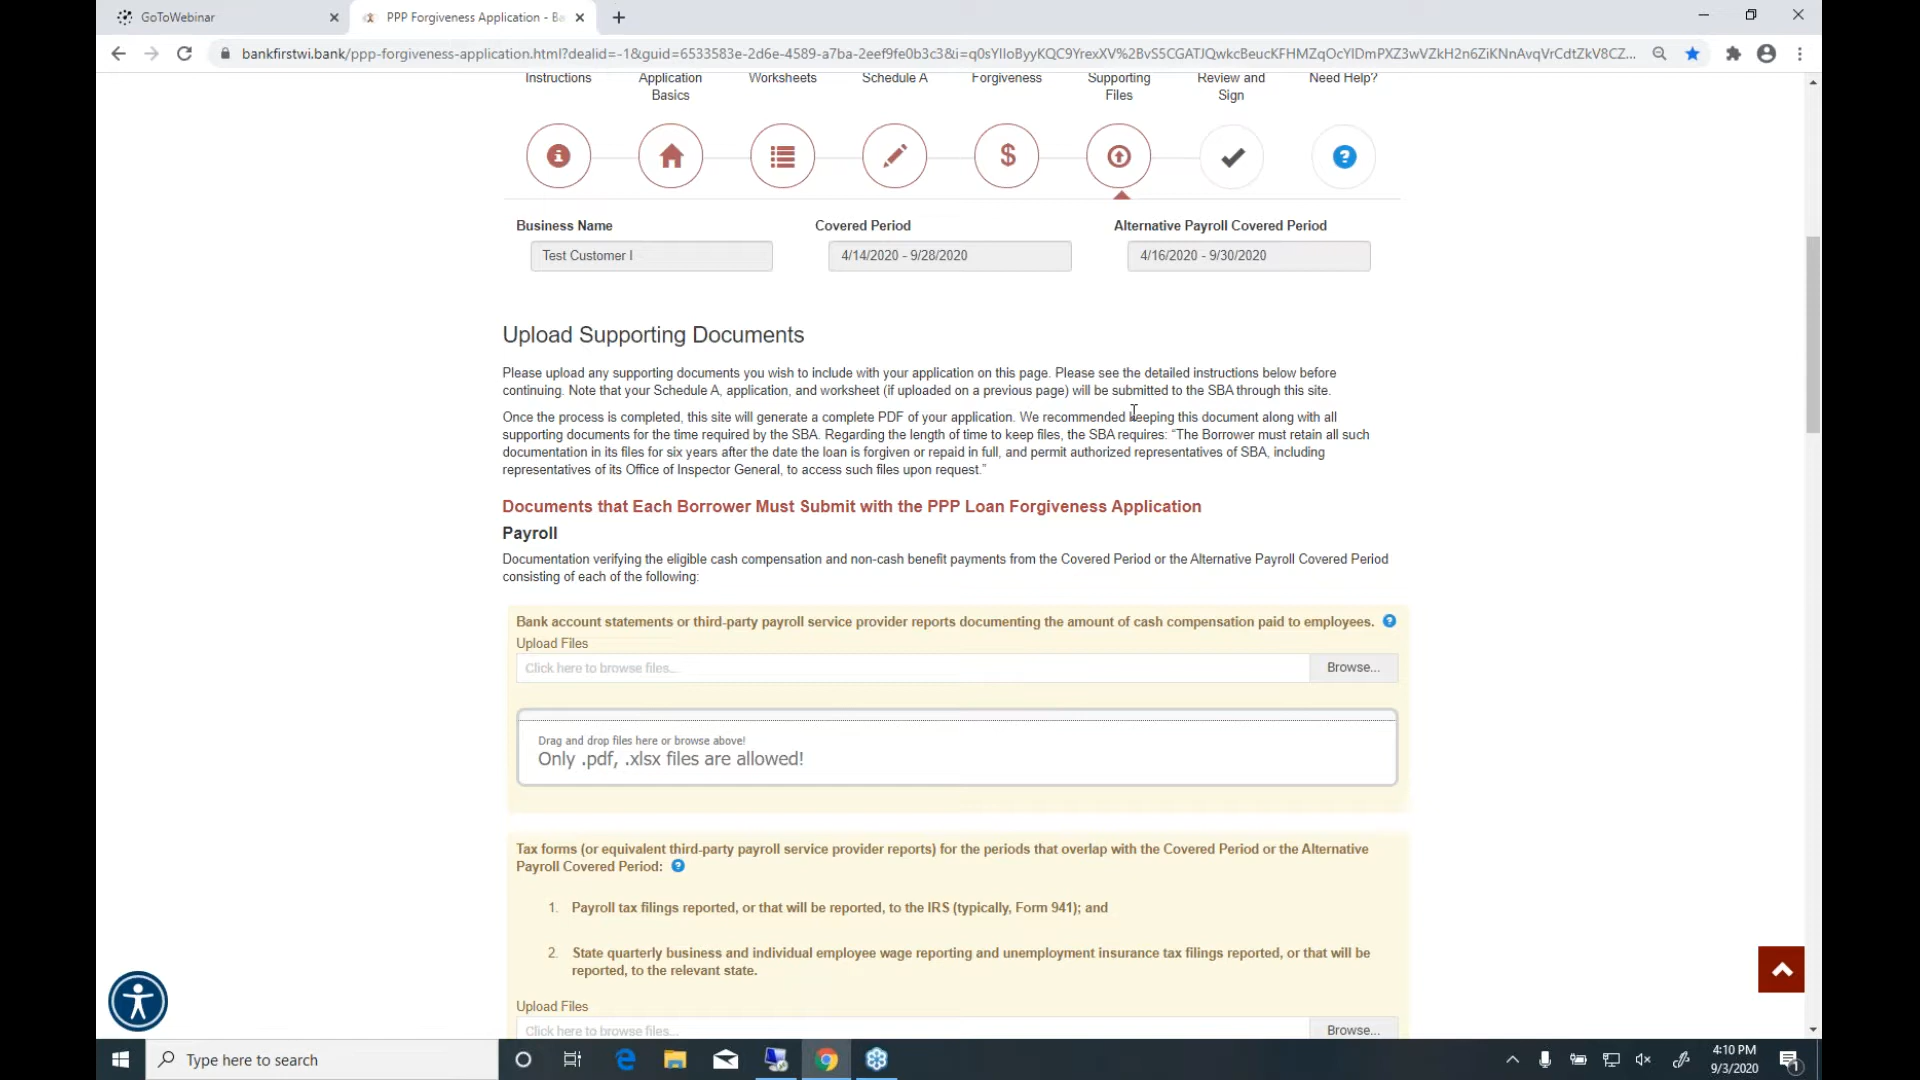 GoToWebinar
PPP Forgiveness Application - Ba
bankfirstwi.bank/ppp-forgiveness-application.html?dealid=-1&guid=6533583e-2d6e-4589-a7ba-2eef9fe0b3c3&i=q0sYIIoByyKQC9YrexXV%2BvS5CGATJQwkcBeucKFHMZqOcYlDmPXZ3wVZkH2n6ZiKNnAvqVrCdtZkV8CZ...
Instructions
Application
Basics
Worksheets
Schedule A
Forgiveness
Supporting
Files
Review and
Sign
Need Help?
Business Name
Covered Period
Alternative Payroll Covered Period
Test Customer I
4/14/2020 - 9/28/2020
4/16/2020 - 9/30/2020
Upload Supporting Documents
Please upload any supporting documents you wish to include with your application on this page. Please see the detailed instructions below before
continuing. Note that your Schedule A, application, and worksheet (if uploaded on a previous page) will be submitted to the SBA through this site.
Once the process is completed, this site will generate a complete PDF of your application. We recommended keeping this document along with all
supporting documents for the time required by the SBA. Regarding the length of time to keep files, the SBA requires: “The Borrower must retain all such
documentation in its files for six years after the date the loan is forgiven or repaid in full, and permit authorized representatives of SBA, including
representatives of its Office of Inspector General, to access such files upon request.”
Documents that Each Borrower Must Submit with the PPP Loan Forgiveness Application
Payroll
Documentation verifying the eligible cash compensation and non-cash benefit payments from the Covered Period or the Alternative Payroll Covered Period
consisting of each of the following:
Bank account statements or third-party payroll service provider reports documenting the amount of cash compensation paid to employees.
Upload Files
Click here to browse files...
Browse...
Drag and drop files here or browse above!
Only .pdf, .xlsx files are allowed!
Tax forms (or equivalent third-party payroll service provider reports) for the periods that overlap with the Covered Period or the Alternative
Payroll Covered Period:
1. Payroll tax filings reported, or that will be reported, to the IRS (typically, Form 941); and
2. State quarterly business and individual employee wage reporting and unemployment insurance tax filings reported, or that will be
reported, to the relevant state.
Upload Files
Click here to browse files...
Browse...
Type here to search
4:10 PM
9/3/2020
1